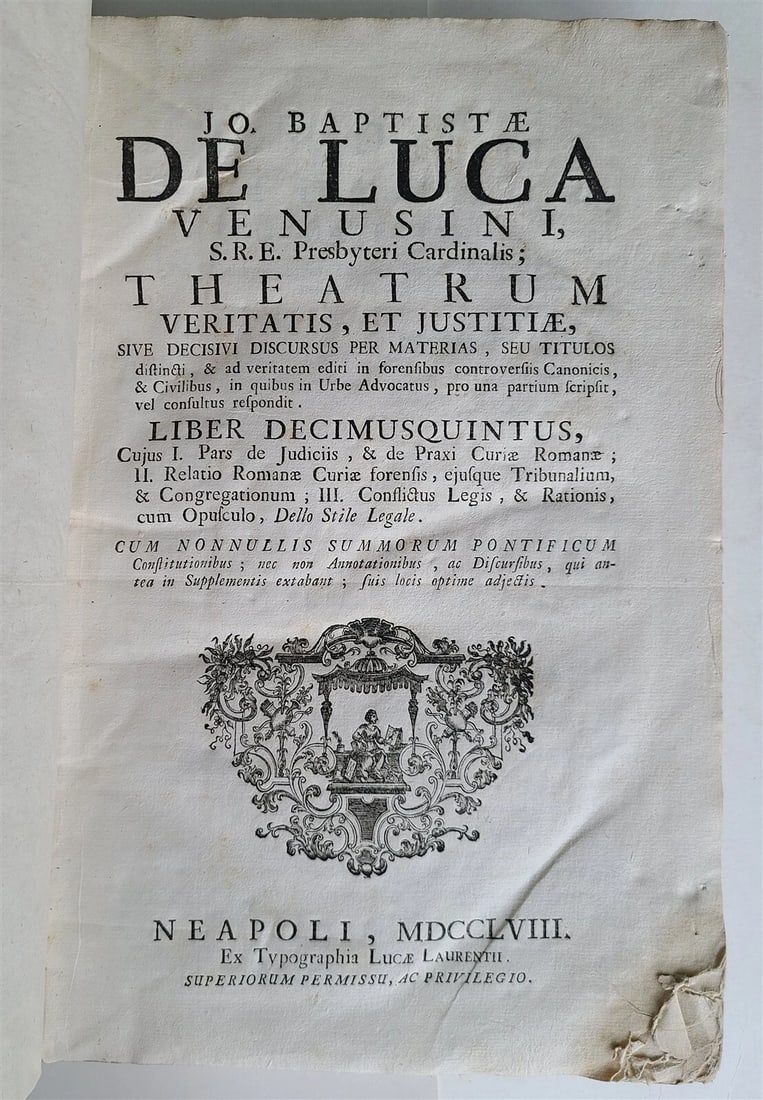 JO. BAPTISTÆ
DE LUCA
VENUSINI,
S. R. E. Presbyteri Cardinalis;
THEATRUM
VERITATIS, ET JUSTITIÆ,
SIVE DECISIVI DISCURSUS PER MATERIAS, SEU TITULOS
diſtincti, & ad veritatem editi in forenſibus controverſiis Canonicis,
& Civilibus, in quibus in Urbe Advocatus, pro una partium ſcripſit,
vel conſultus reſpondit.
LIBER DECIMUSQUINTUS,
Cujus I. Pars de Judiciis, & de Praxi Curiæ Romanæ;
II. Relatio Romanæ Curiæ forenſis, ejuſque Tribunalium,
& Congregationum; III. Conflictus Legis, & Rationis,
cum Opuſculo, Dello Stile Legale.
CUM NONNULLIS SUMMORUM PONTIFICUM
Conſtitutionibus; nec non Annotationibus, ac Diſcurſibus, qui an-
tea in Supplementis extabant; ſuis locis optime adjectis.
NEAPOLI, MDCCLVIII.
Ex Typographia LUCÆ LAURENTII.
SUPERIORUM PERMISSU, AC PRIVILEGIO.